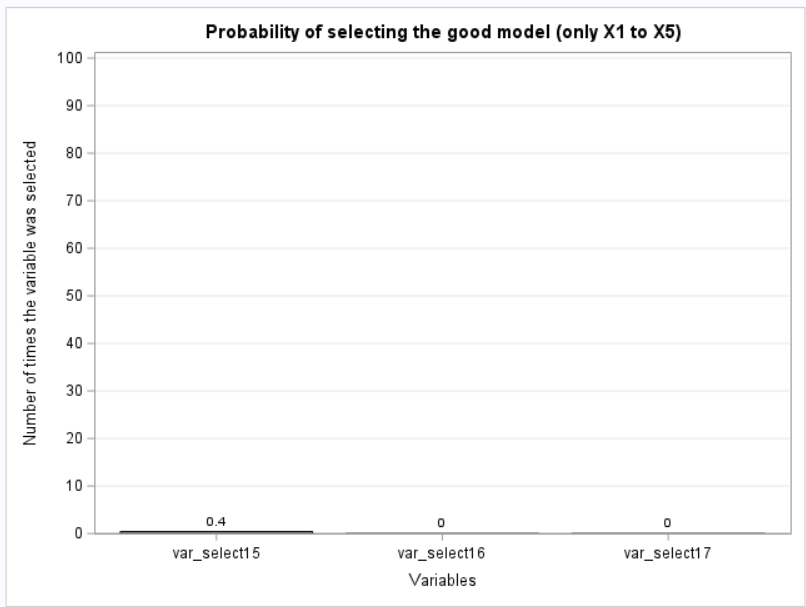 Probability of selecting the good model (only X1 to X5)
Number of times the variable was selected
100
90
80
70
60
50
40
30
20
10
0
0.4
0
0
var_select15
var_select16
var_select17
Variables